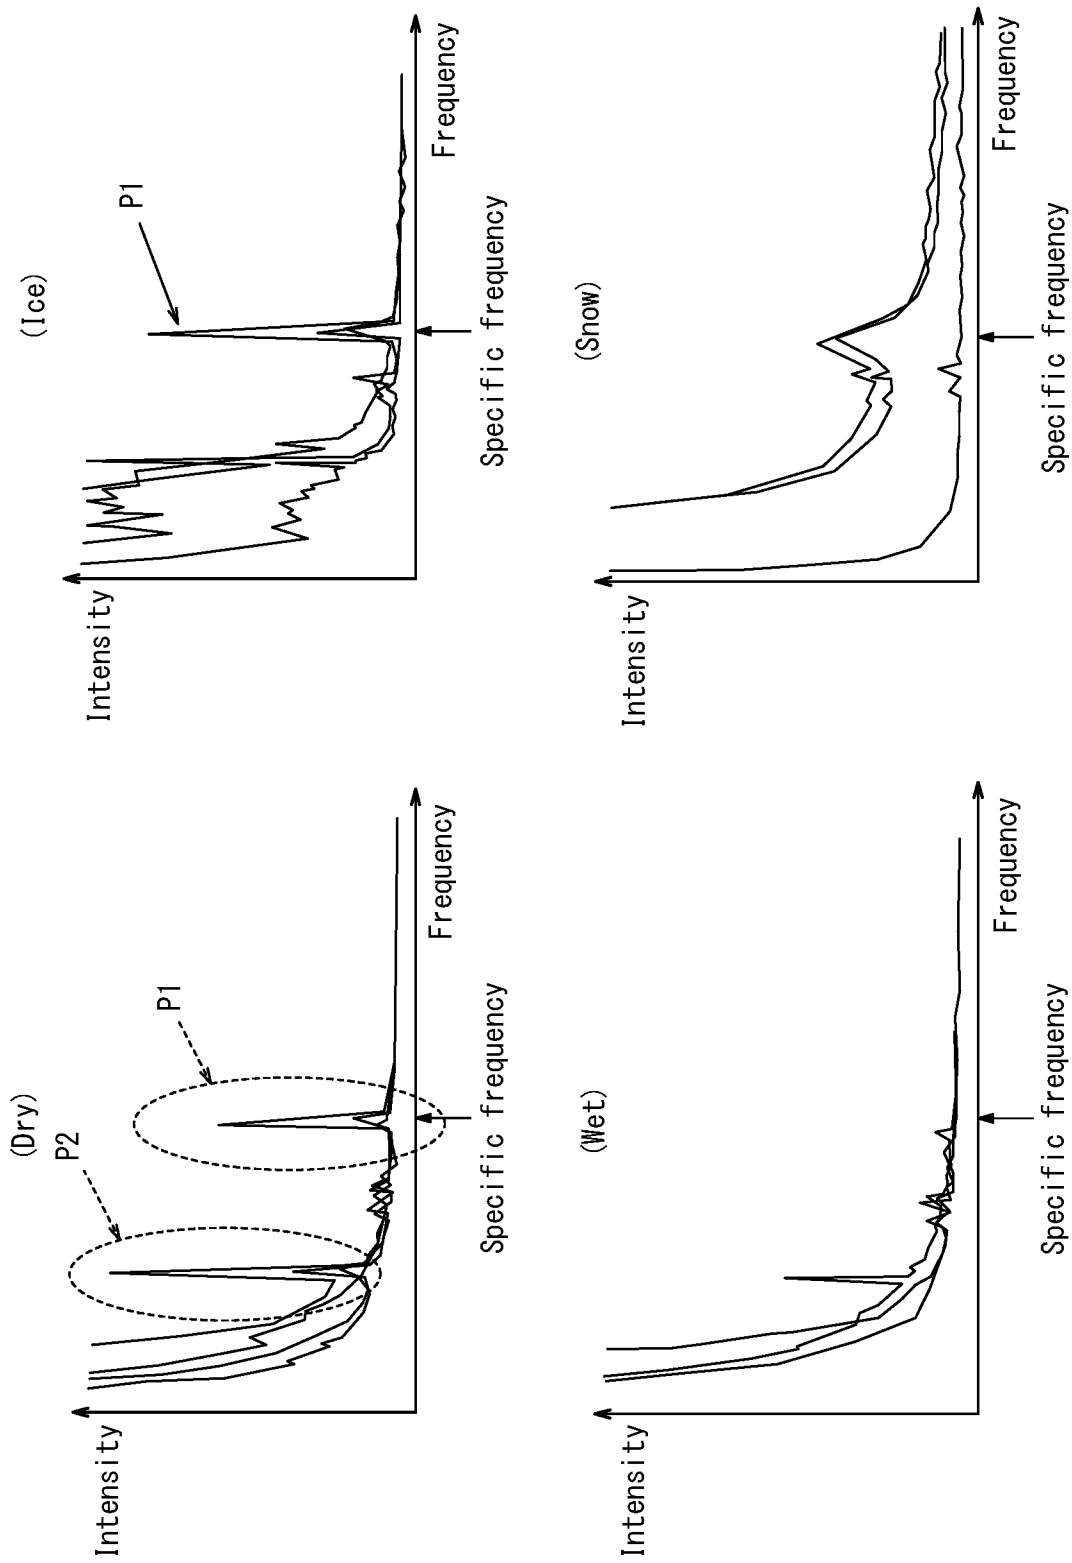 (Dry)
P2
P1
Intensity
Frequency
Specific frequency
(Ice)
P1
Intensity
Frequency
Specific frequency
(Wet)
Intensity
Frequency
Specific frequency
(Snow)
Intensity
Frequency
Specific frequency